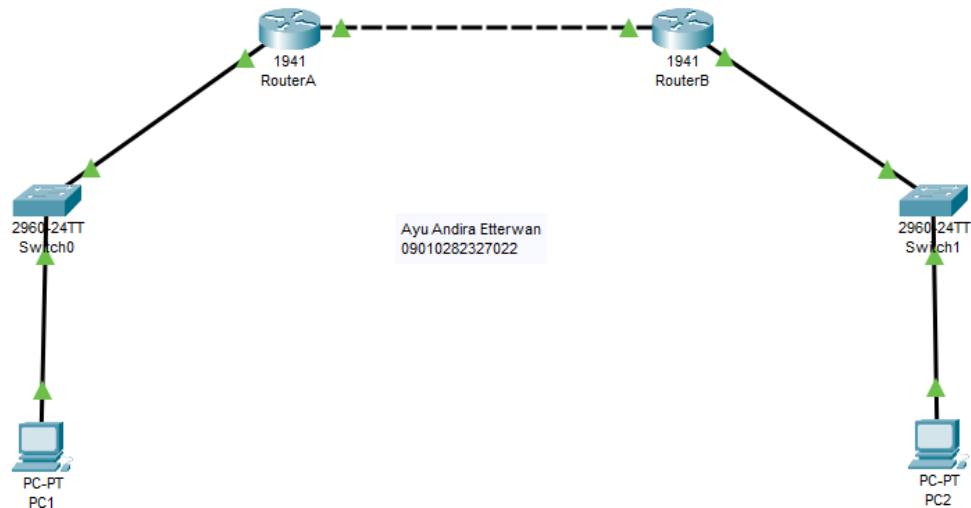 1941
RouterA
1941
RouterB
2960-24TT
Switch0
Ayu Andira Etterwan
09010282327022
2960-24TT
Switch1
PC-PT
PC1
PC-PT
PC2